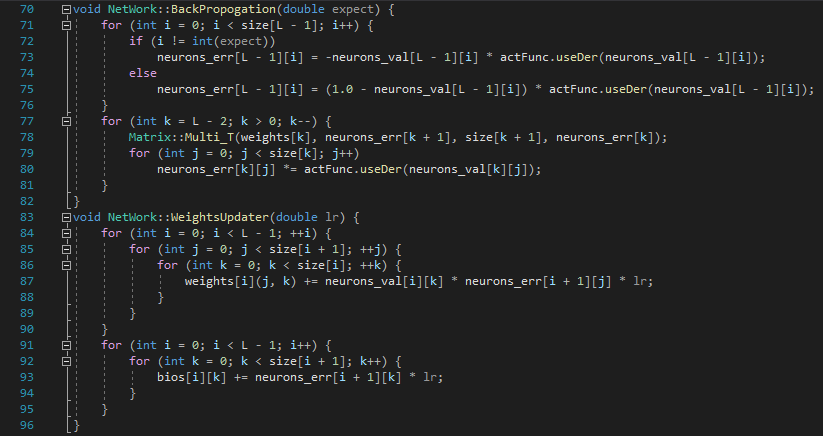 70 void NetWork::BackPropogation(double expect) {
71     for (int i = 0; i < size[L - 1]; i++) {
72         if (i != int(expect))
73             neurons_err[L - 1][i] = -neurons_val[L - 1][i] * actFunc.useDer(neurons_val[L - 1][i]);
74         else
75             neurons_err[L - 1][i] = (1.0 - neurons_val[L - 1][i]) * actFunc.useDer(neurons_val[L - 1][i]);
76     }
77     for (int k = L - 2; k > 0; k--) {
78         Matrix::Multi_T(weights[k], neurons_err[k + 1], size[k + 1], neurons_err[k]);
79         for (int j = 0; j < size[k]; j++)
80             neurons_err[k][j] *= actFunc.useDer(neurons_val[k][j]);
81     }
82 }
83 void NetWork::WeightsUpdater(double lr) {
84     for (int i = 0; i < L - 1; ++i) {
85         for (int j = 0; j < size[i + 1]; ++j) {
86             for (int k = 0; k < size[i]; ++k) {
87                 weights[i](j, k) += neurons_val[i][k] * neurons_err[i + 1][j] * lr;
88             }
89         }
90     }
91     for (int i = 0; i < L - 1; i++) {
92         for (int k = 0; k < size[i + 1]; k++) {
93             bios[i][k] += neurons_err[i + 1][k] * lr;
94         }
95     }
96 }